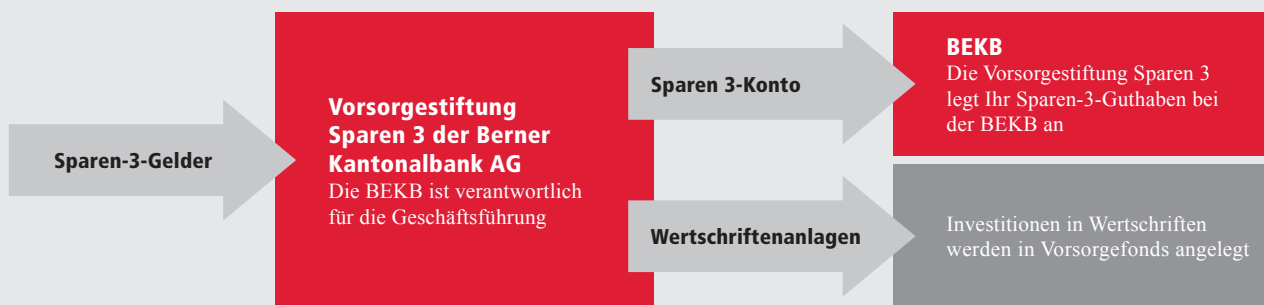 Sparen-3-Gelder
Vorsorgestiftung
Sparen 3 der Berner
Kantonalbank AG
Die BEKB ist verantwortlich
für die Geschäftsführung
Sparen 3-Konto
BEKB
Die Vorsorgestiftung Sparen 3
legt Ihr Sparen-3-Guthaben bei
der BEKB an
Wertschriftenanlagen
Investitionen in Wertschriften
werden in Vorsorgefonds angelegt